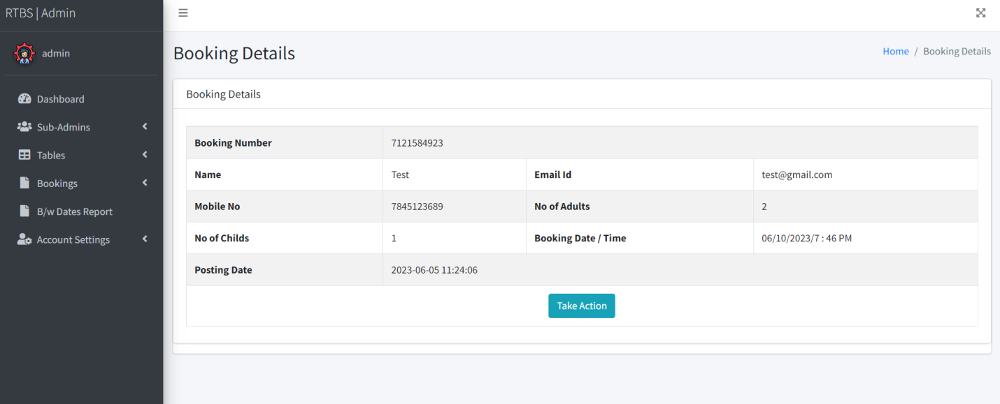 RTBS | Admin
admin
Dashboard
Sub-Admins
Tables
Bookings
B/w Dates Report
Account Settings
Booking Details
Home / Booking Details
Booking Details
Booking Number 7121584923
Name Test Email Id test@gmail.com
Mobile No 7845123689 No of Adults 2
No of Childs 1 Booking Date / Time 06/10/2023/7 : 46 PM
Posting Date 2023-06-05 11:24:06
Take Action